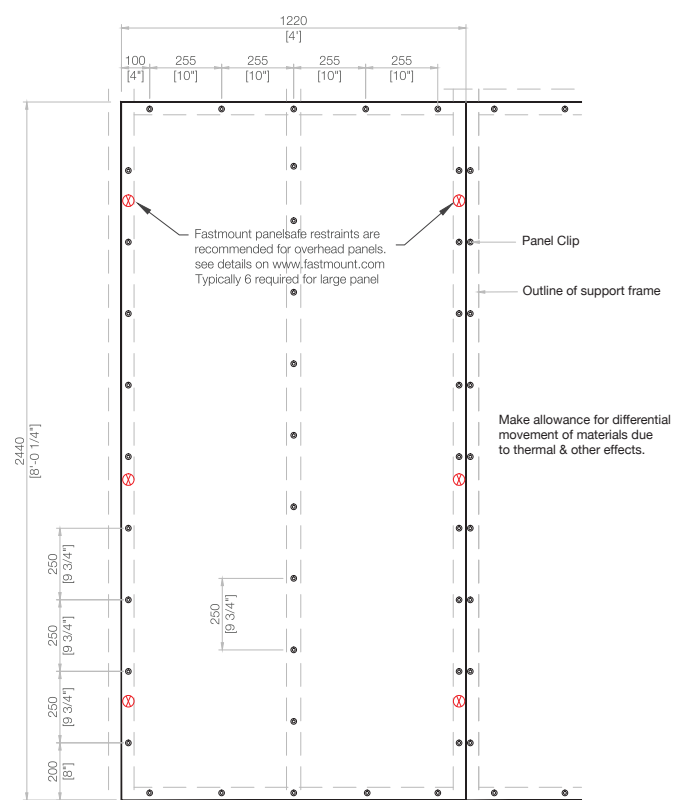 1220
[4']
100 255 255 255 255
[4"] [10"] [10"] [10"] [10"]
Fastmount panelsafe restraints are
recommended for overhead panels.
see details on www.fastmount.com
Typically 6 required for large panel
Panel Clip
Outline of support frame
Make allowance for differential
movement of materials due
to thermal & other effects.
2440
[8'-0 1/4"]
250
[9 3/4"]
250
[9 3/4"]
250
[9 3/4"]
250
[9 3/4"]
200
[8"]